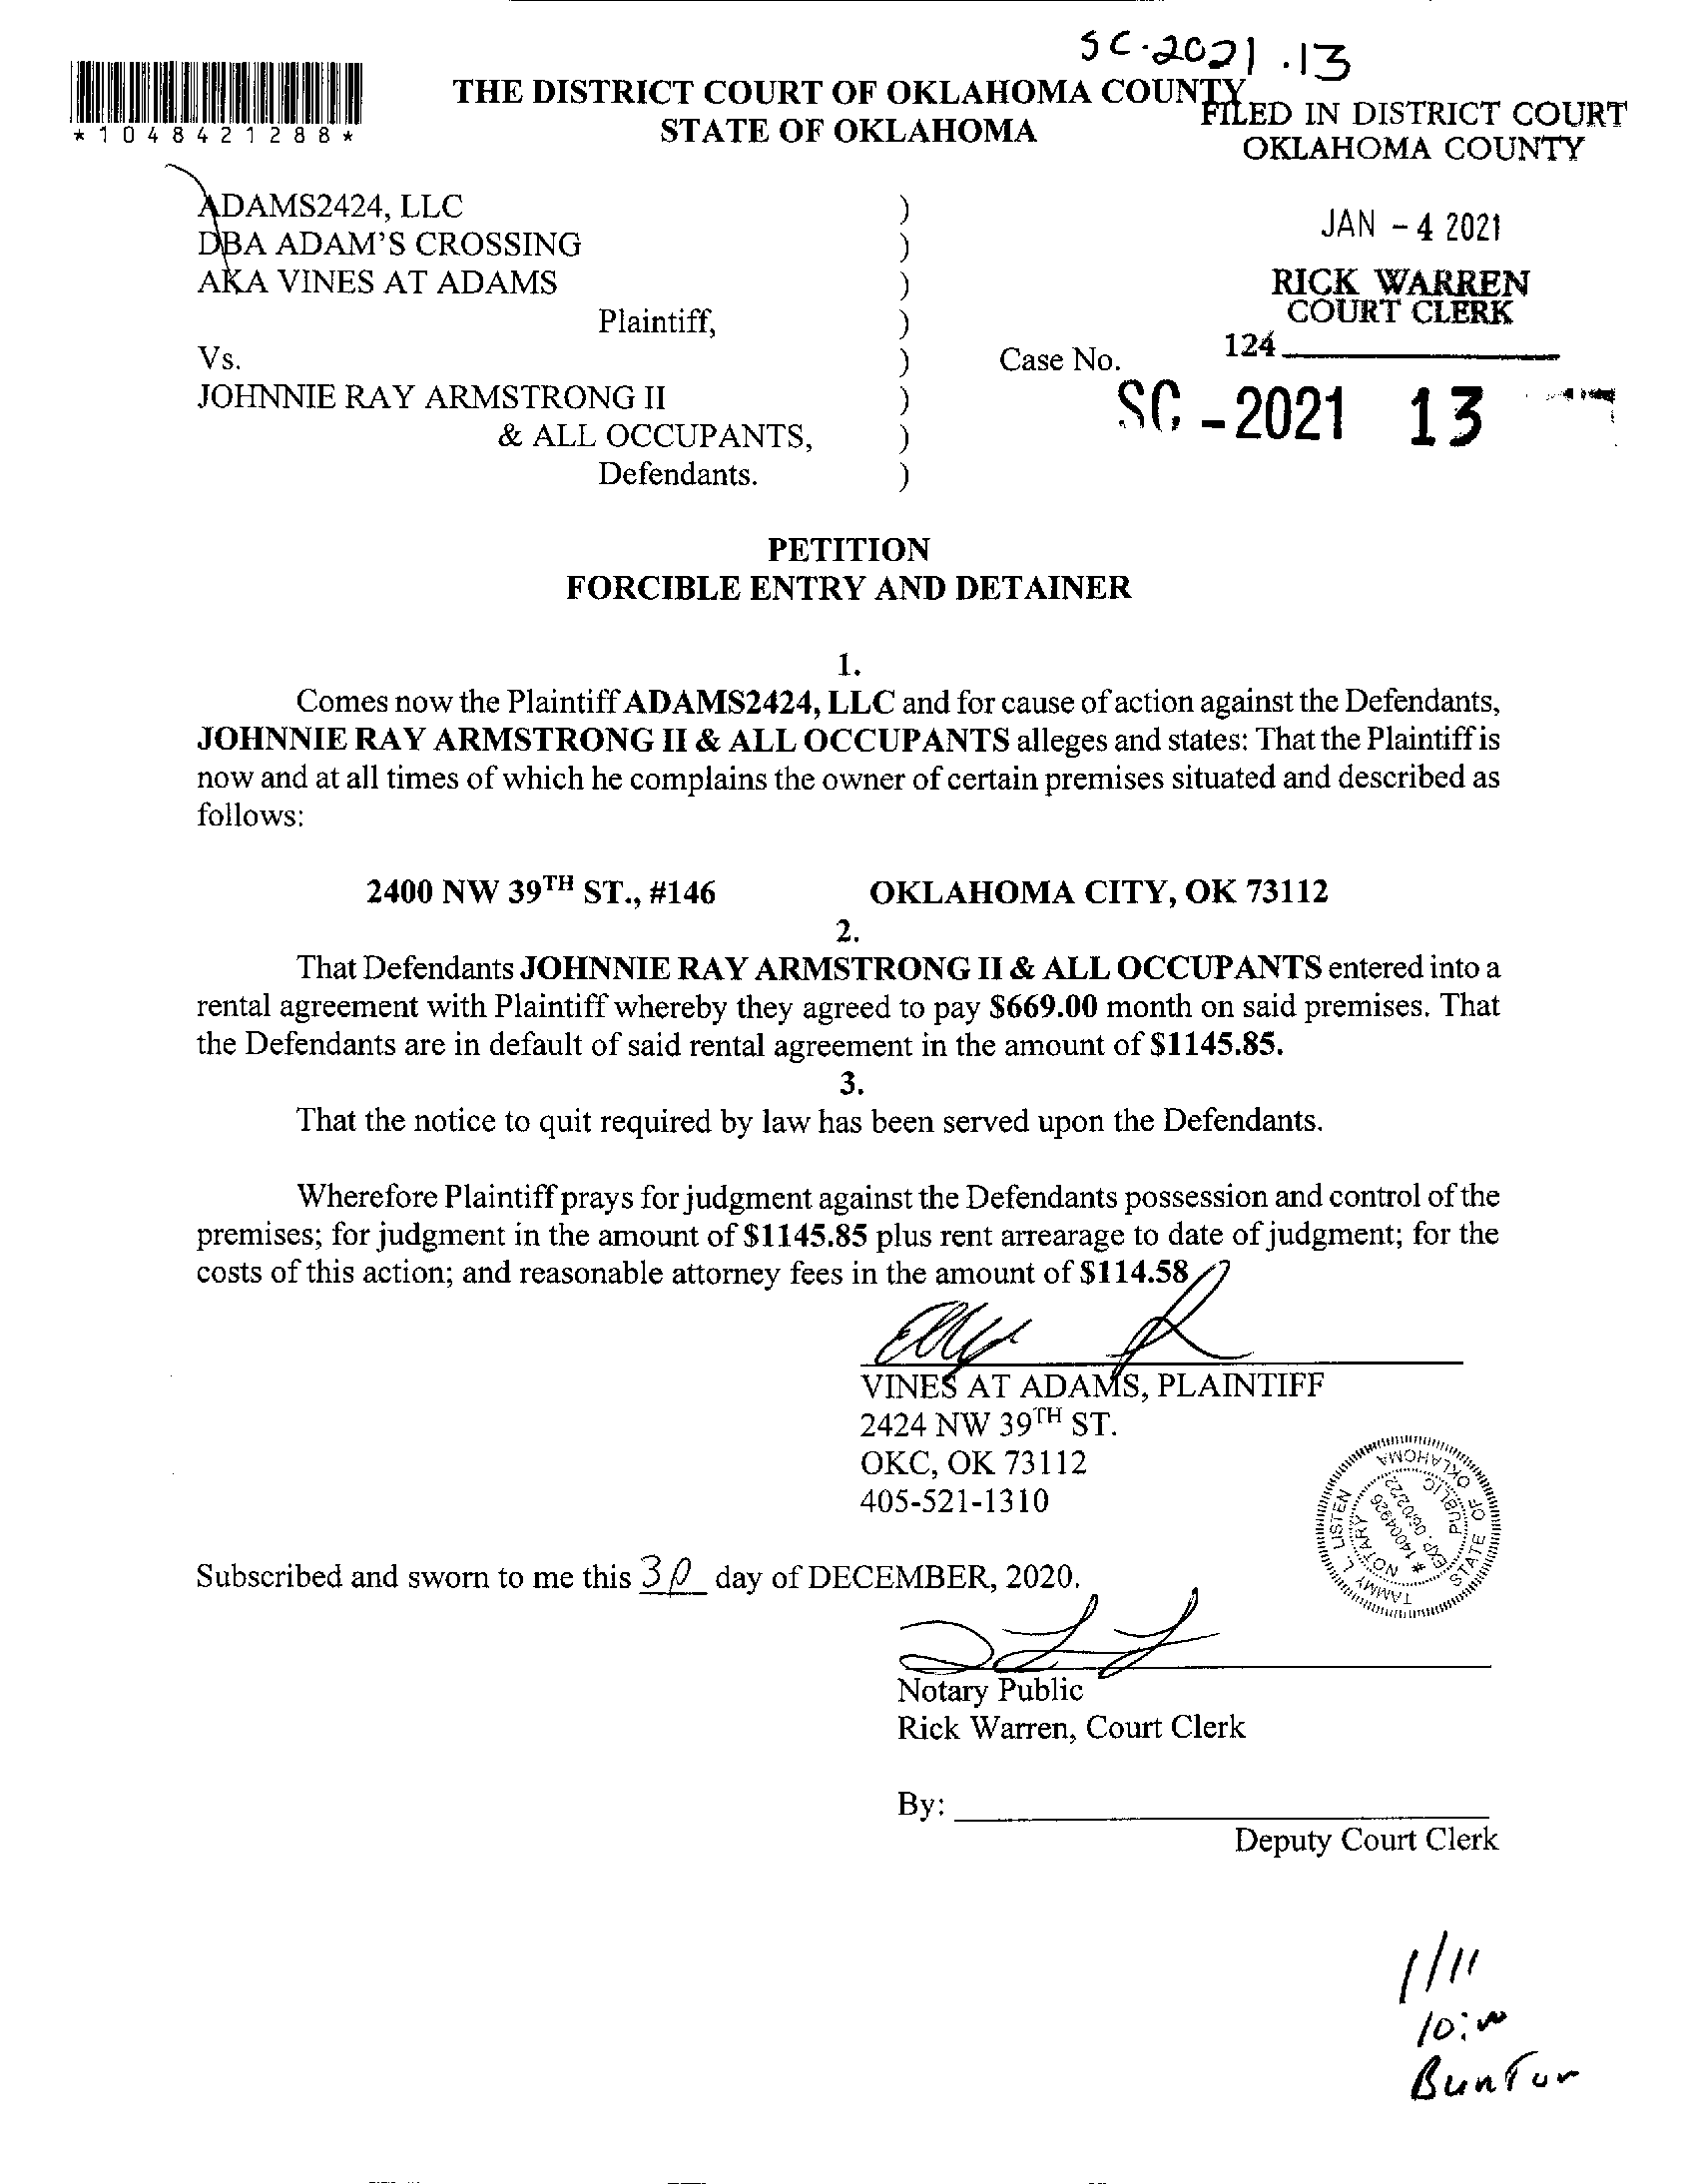 SC-2021-13
*1048421288*
THE DISTRICT COURT OF OKLAHOMA COUNTY
STATE OF OKLAHOMA
FILED IN DISTRICT COURT
OKLAHOMA COUNTY
JAN - 4 2021
RICK WARREN
COURT CLERK
124
ADAMS2424, LLC )
DBA ADAM'S CROSSING )
AKA VINES AT ADAMS )
Plaintiff, )
Vs. ) Case No.
SC - 2021 13
JOHNNIE RAY ARMSTRONG II )
& ALL OCCUPANTS, )
Defendants. )
PETITION
FORCIBLE ENTRY AND DETAINER
1.
Comes now the Plaintiff ADAMS2424, LLC and for cause of action against the Defendants,
JOHNNIE RAY ARMSTRONG II & ALL OCCUPANTS alleges and states: That the Plaintiff is
now and at all times of which he complains the owner of certain premises situated and described as
follows:
2400 NW 39TH ST., #146 OKLAHOMA CITY, OK 73112
2.
That Defendants JOHNNIE RAY ARMSTRONG II & ALL OCCUPANTS entered into a
rental agreement with Plaintiff whereby they agreed to pay $669.00 month on said premises. That
the Defendants are in default of said rental agreement in the amount of $1145.85.
3.
That the notice to quit required by law has been served upon the Defendants.
Wherefore Plaintiff prays for judgment against the Defendants possession and control of the
premises; for judgment in the amount of $1145.85 plus rent arrearage to date of judgment; for the
costs of this action; and reasonable attorney fees in the amount of $114.58
VINES AT ADAMS, PLAINTIFF
2424 NW 39TH ST.
OKC, OK 73112
405-521-1310
TAMMY L LISTEN
STATE OF OKLAHOMA
NOTARY PUBLIC
# 14004926
EXP. 06/02/22
Subscribed and sworn to me this 30 day of DECEMBER, 2020.
Notary Public
Rick Warren, Court Clerk
By:
Deputy Court Clerk
1/11